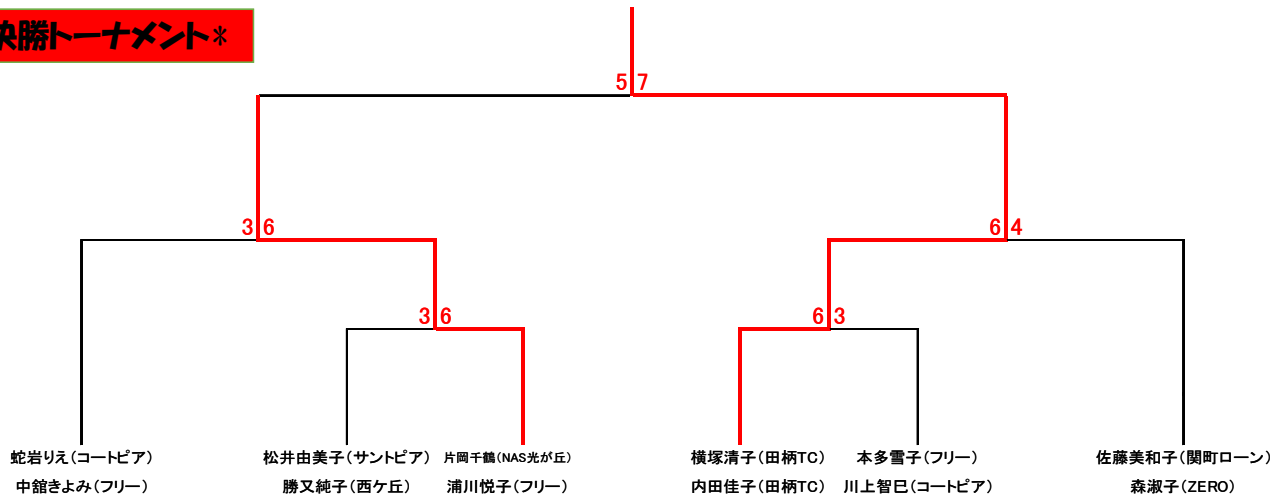 決勝トーナメント*
5 7
3 6
6 4
3 6
6 3
蛇岩りえ(コートピア) 松井由美子(サントピア) 片岡千鶴(NAS光が丘) 横塚清子(田柄TC) 本多雪子(フリー) 佐藤美和子(関町ローン)
中舘きよみ(フリー) 勝又純子(西ケ丘) 浦川悦子(フリー) 内田佳子(田柄TC) 川上智巳(コートピア) 森淑子(ZERO)